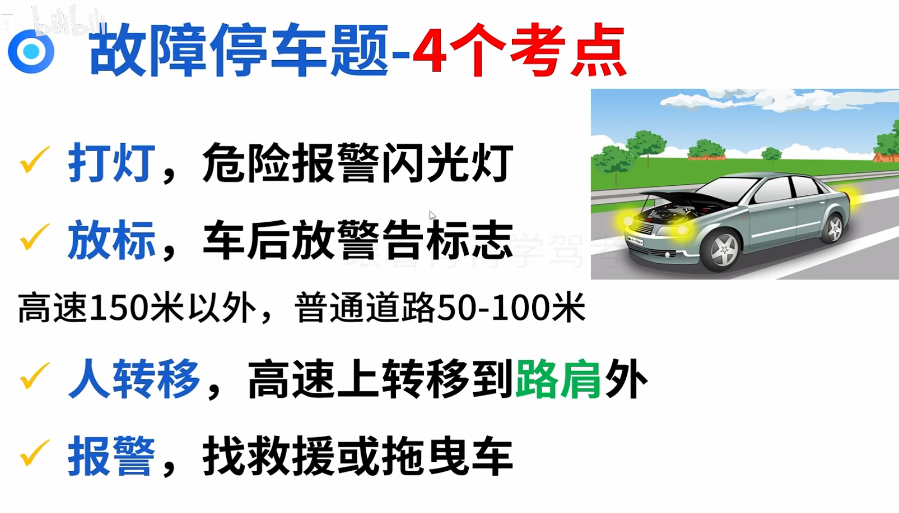 故障停车题-4个考点
打灯，危险报警闪光灯
放标，车后放警告标志
高速150米以外，普通道路50-100米
人转移，高速上转移到路肩外
报警，找救援或拖曳车